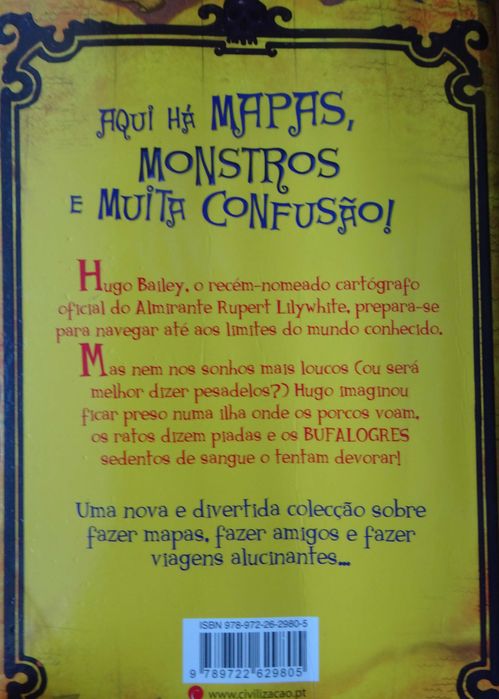 AQUI HÁ MAPAS,
MONSTROS
E MUITA CONFUSÃO!
Hugo Bailey, o recém-nomeado cartógrafo
oficial do Almirante Rupert Lilywhite, prepara-se
para navegar até aos limites do mundo conhecido.
Mas nem nos sonhos mais loucos (ou será
melhor dizer pesadelos?) Hugo imaginou
ficar preso numa ilha onde os porcos voam,
os ratos dizem piadas e os BUFALOGRES
sedentos de sangue o tentam devorar!
Uma nova e divertida colecção sobre
fazer mapas, fazer amigos e fazer
viagens alucinantes...
ISBN 978-972-26-2980-5
9 789722 629805
www.civilizacao.pt